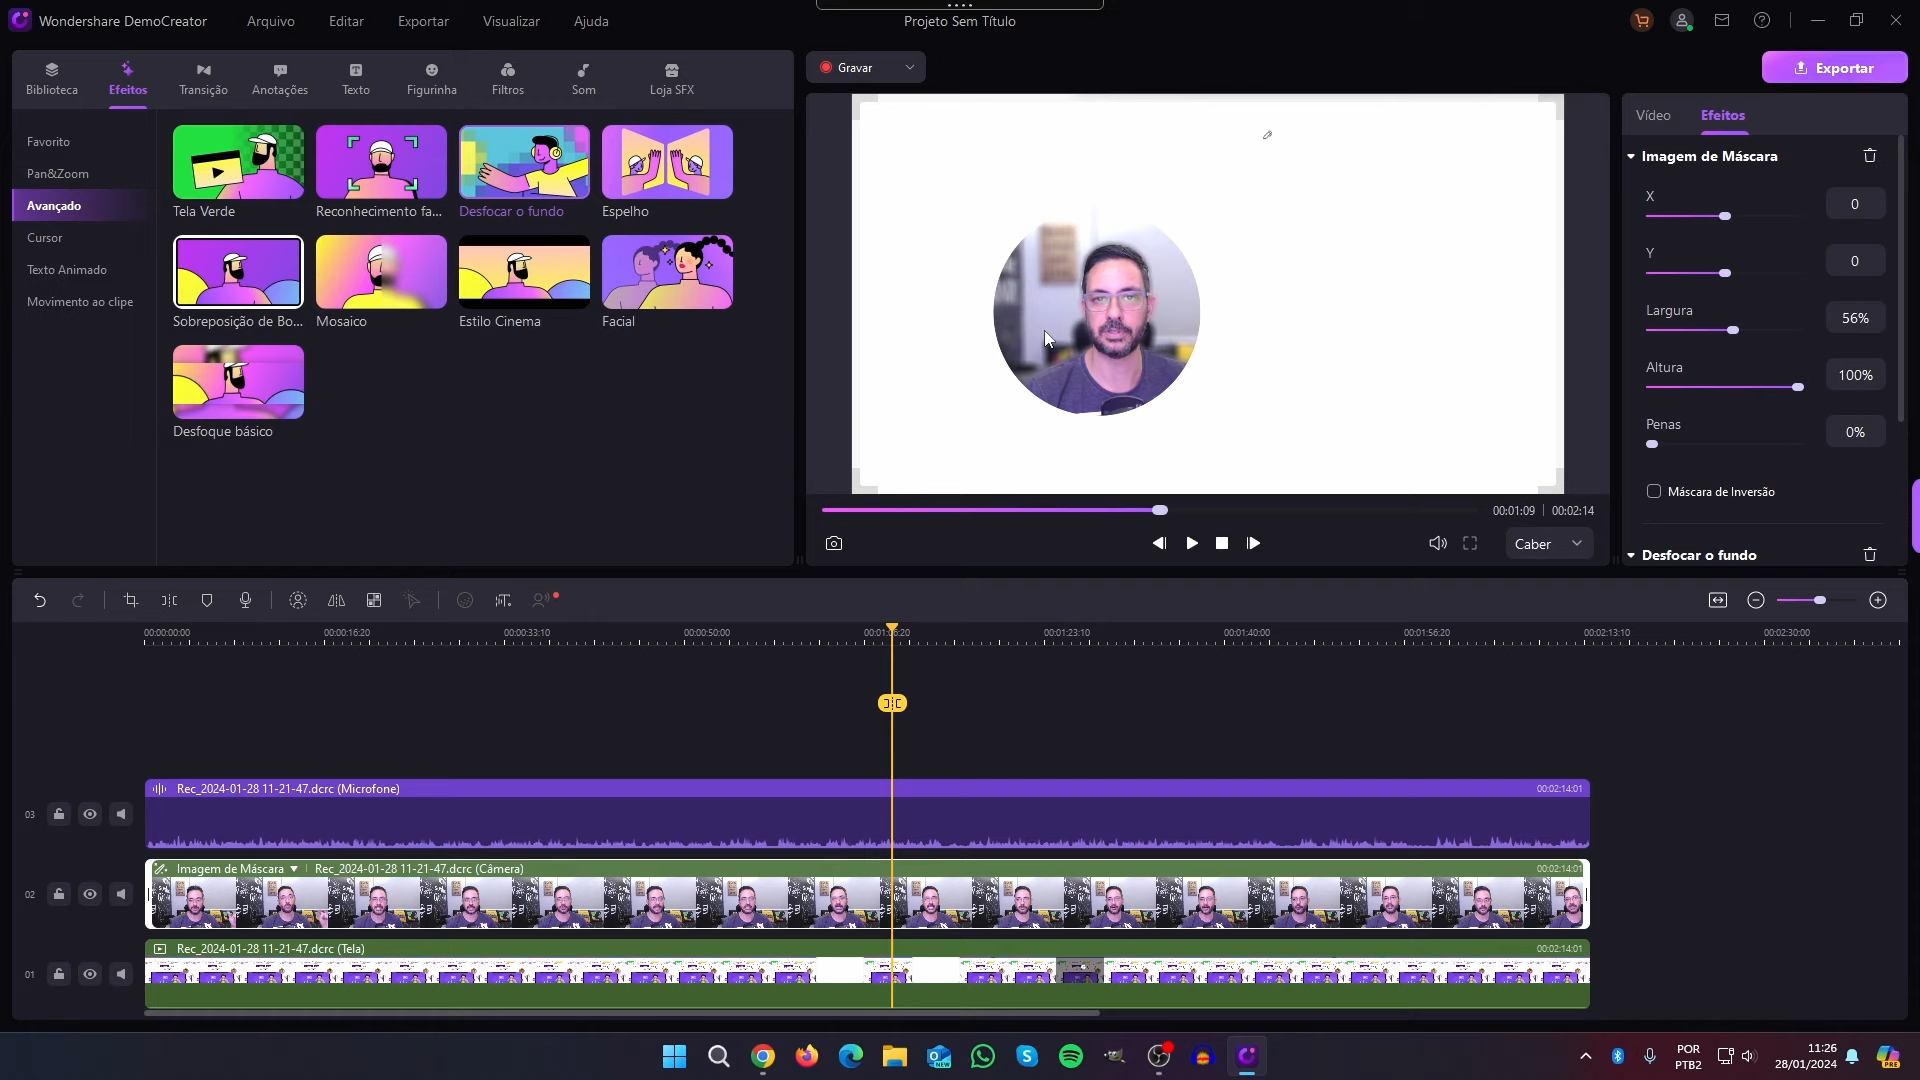 Wondershare DemoCreator
Arquivo
Editar
Exportar
Visualizar
Ajuda
Projeto Sem Título
Biblioteca
Efeitos
Transição
Anotações
Texto
Figurinha
Filtros
Som
Loja SFX
Gravar
Exportar
Favorito
Pan&Zoom
Avançado
Cursor
Texto Animado
Movimento ao clipe
Tela Verde
Reconhecimento fa...
Desfocar o fundo
Espelho
Sobreposição de Bo...
Mosaico
Estilo Cinema
Facial
Desfoque básico
00:01:09 | 00:02:14
Caber
Vídeo
Efeitos
Imagem de Máscara
X
0
Y
0
Largura
56%
Altura
100%
Penas
0%
Máscara de Inversão
Desfocar o fundo
00:00:00:00
00:00:16:20
00:00:33:10
00:00:50:00
00:01:06:20
00:01:23:10
00:01:40:00
00:01:56:20
00:02:13:10
00:02:30:00
03
Rec_2024-01-28 11-21-47.dcrc (Microfone)
00:02:14:01
02
Imagem de Máscara
Rec_2024-01-28 11-21-47.dcrc (Câmera)
00:02:14:01
01
Rec_2024-01-28 11-21-47.dcrc (Tela)
00:02:14:01
NEW
POR
PTB2
11:26
28/01/2024
PRE